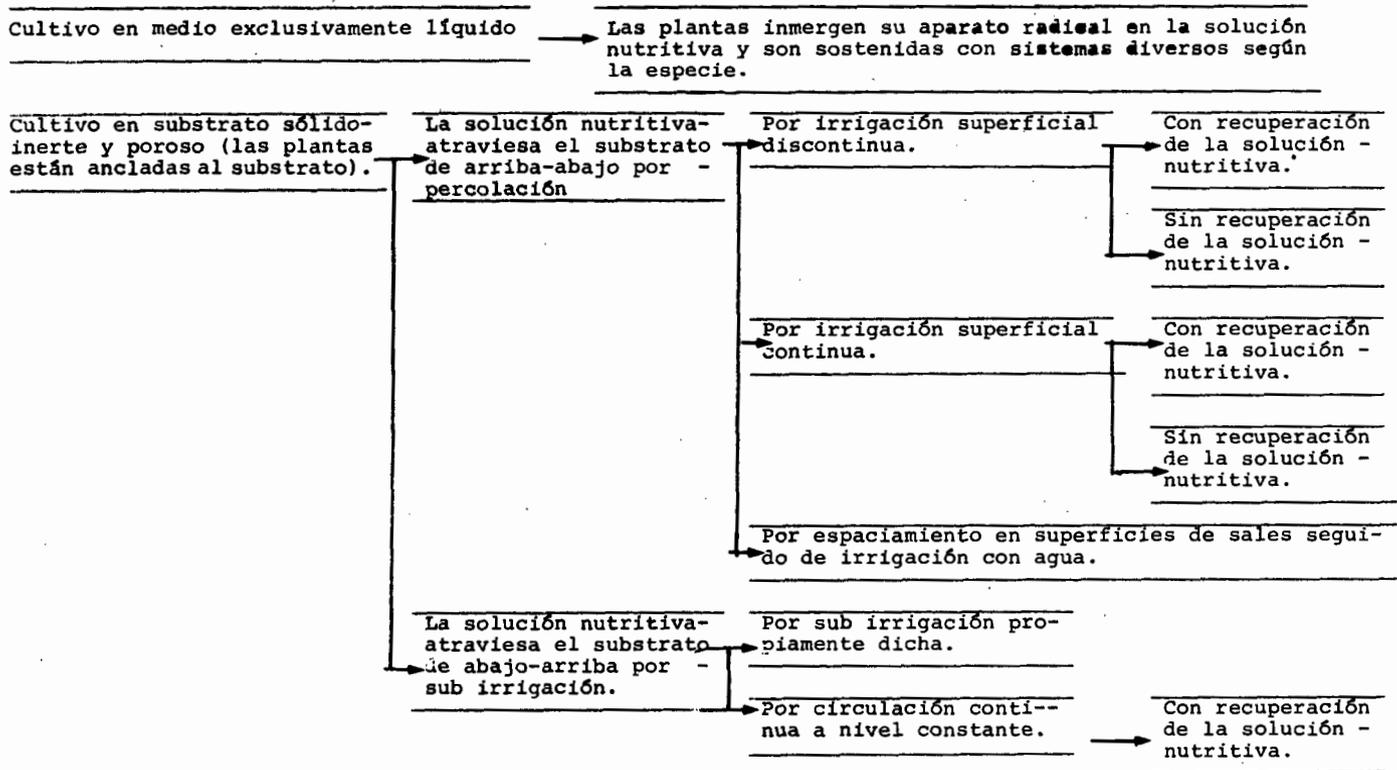 Cultivo en medio exclusivamente líquido
Las plantas inmergen su aparato radical en la solución
nutritiva y son sostenidas con sistemas diversos según
la especie.
Cultivo en substrato sólido-
inerte y poroso (las plantas
están ancladas al substrato).
La solución nutritiva-
atraviesa el substrato
de arriba-abajo por -
percolación
Por irrigación superficial
discontinua.
Con recuperación
de la solución -
nutritiva.
Sin recuperación
de la solución -
nutritiva.
Por irrigación superficial
continua.
Con recuperación
de la solución -
nutritiva.
Sin recuperación
de la solución -
nutritiva.
Por espaciamiento en superficies de sales segui-
do de irrigación con agua.
La solución nutritiva-
atraviesa el substrato
de abajo-arriba por -
sub irrigación.
Por sub irrigación pro-
piamente dicha.
Por circulación conti--
nua a nivel constante.
Con recuperación
de la solución -
nutritiva.